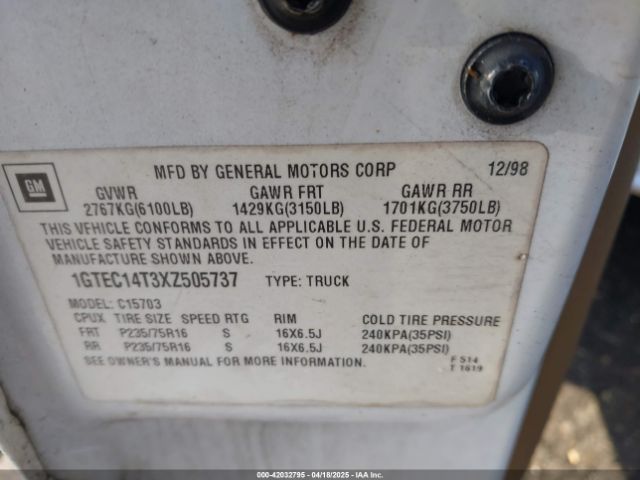 MFD BY GENERAL MOTORS CORP 12/98
GM
GVWR GAWR FRT GAWR RR
2767KG(6100LB) 1429KG(3150LB) 1701KG(3750LB)
THIS VEHICLE CONFORMS TO ALL APPLICABLE U.S. FEDERAL MOTOR
VEHICLE SAFETY STANDARDS IN EFFECT ON THE DATE OF
MANUFACTURE SHOWN ABOVE.
1GTEC14T3XZ505737 TYPE: TRUCK
MODEL: C15703
CPUX TIRE SIZE SPEED RTG RIM COLD TIRE PRESSURE
FRT P235/75R16 S 16X6.5J 240KPA(35PSI)
RR P235/75R16 S 16X6.5J 240KPA(35PSI)
SEE OWNER'S MANUAL FOR MORE INFORMATION.
F S14
T 1619
000-42032795 - 04/18/2025 - IAAI, Inc.